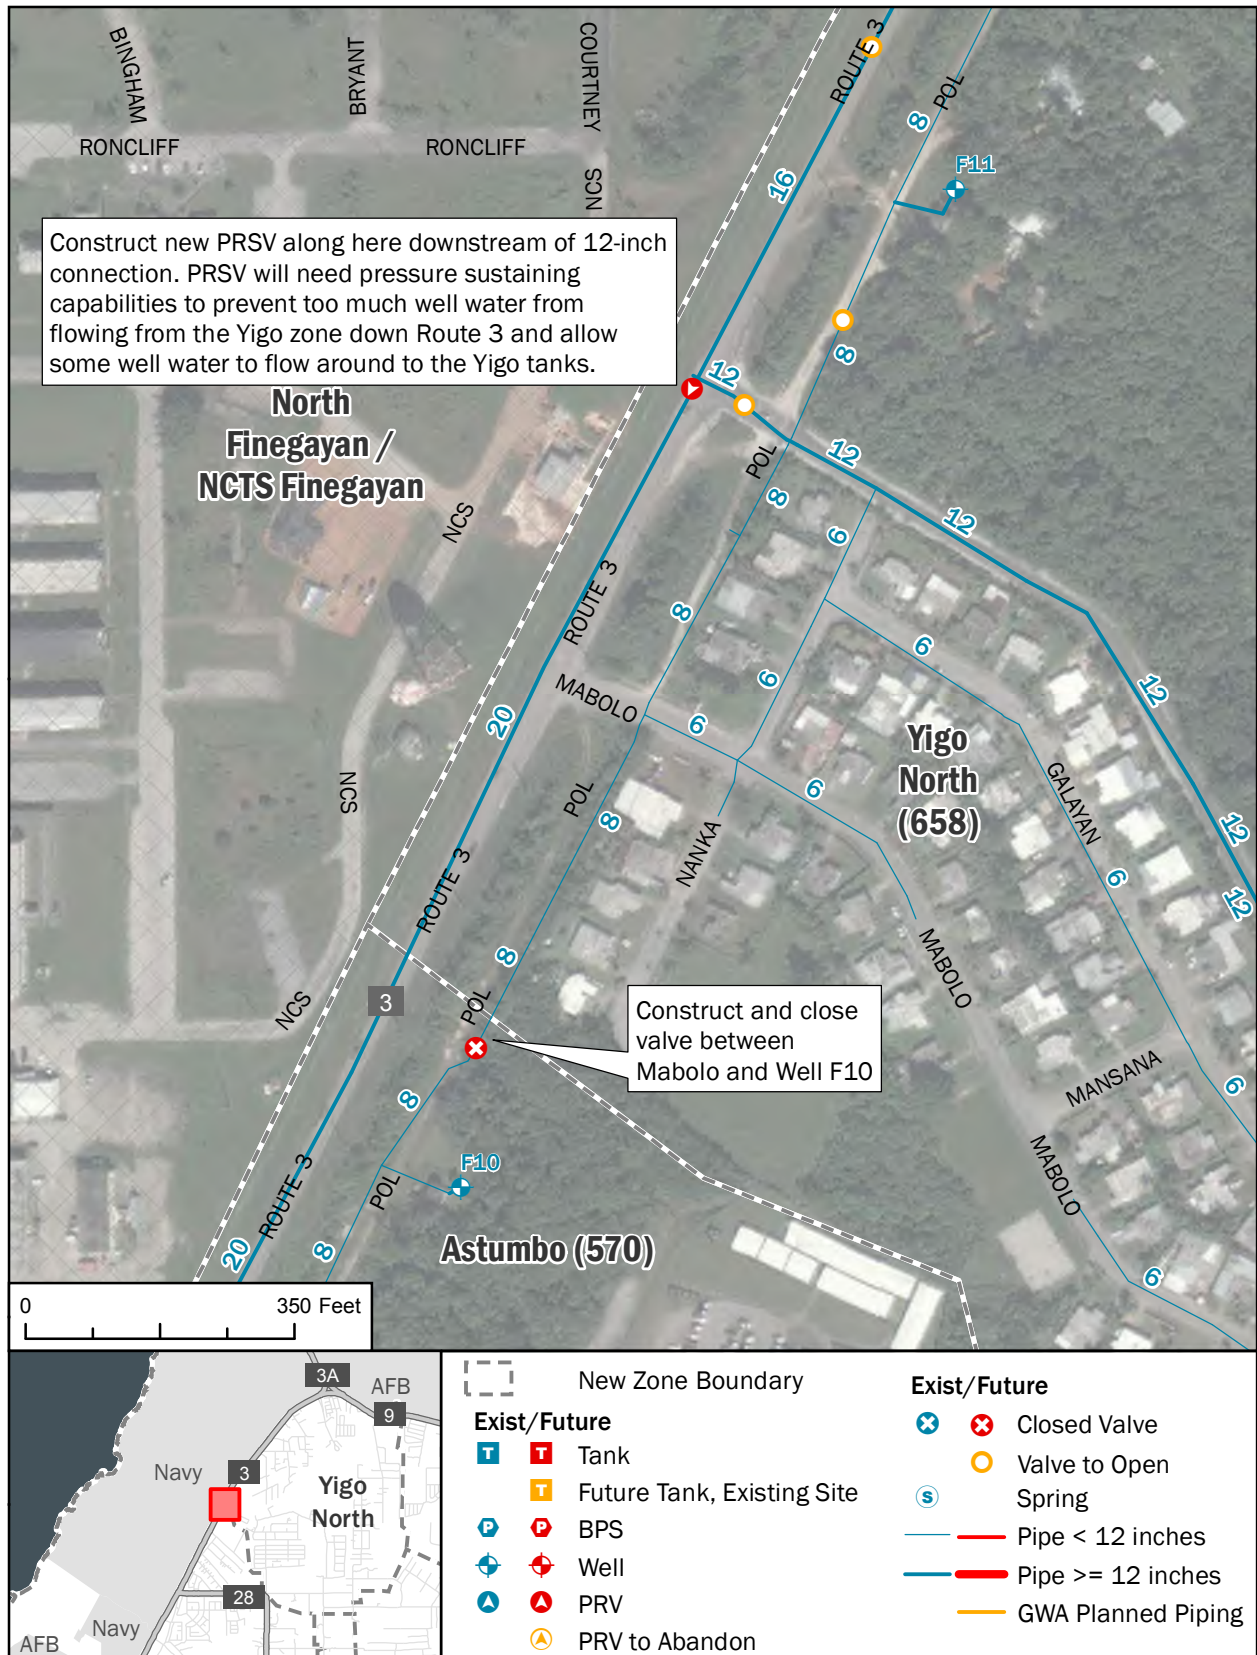 BINGHAM
BRYANT
COURTNEY
ROUTE 3
POL
8
RONCLIFF
RONCLIFF
F11
16
NCS
Construct new PRSV along here downstream of 12-inch
connection. PRSV will need pressure sustaining
capabilities to prevent too much well water from
flowing from the Yigo zone down Route 3 and allow
some well water to flow around to the Yigo tanks.
8
12
North
Finegayan /
NCTS Finegayan
12
POL
8
12
NCS
6
ROUTE 3
8
6
6
MABOLO
12
20
6
Yigo
North
(658)
NCS
POL
6
GALAYAN
8
12
NANKA
ROUTE 3
6
12
8
MABOLO
NCS
3
POL
Construct and close
valve between
Mabolo and Well F10
MANSANA
6
8
F10
ROUTE 3
POL
MABOLO
20
8
Astumbo (570)
6
0 350 Feet
3A
AFB
9
Navy
3
Yigo
North
28
Navy
AFB
New Zone Boundary
Exist/Future
T T Tank
T Future Tank, Existing Site
P P BPS
Well
PRV
PRV to Abandon
Exist/Future
Closed Valve
Valve to Open
S Spring
Pipe < 12 inches
Pipe >= 12 inches
GWA Planned Piping